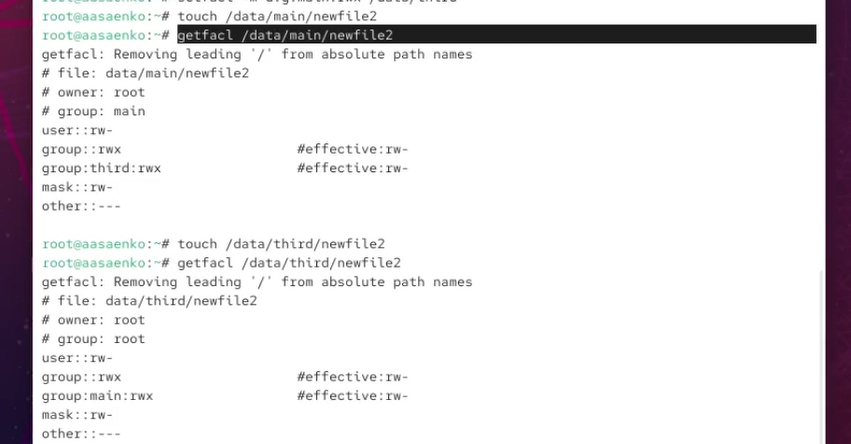 root@aasaenko:~# touch /data/main/newfile2
root@aasaenko:~# getfacl /data/main/newfile2
getfacl: Removing leading '/' from absolute path names
# file: data/main/newfile2
# owner: root
# group: main
user::rw-
group::rwx #effective:rw-
group:third:rwx #effective:rw-
mask::rw-
other::---
root@aasaenko:~# touch /data/third/newfile2
root@aasaenko:~# getfacl /data/third/newfile2
getfacl: Removing leading '/' from absolute path names
# file: data/third/newfile2
# owner: root
# group: root
user::rw-
group::rwx #effective:rw-
group:main:rwx #effective:rw-
mask::rw-
other::---